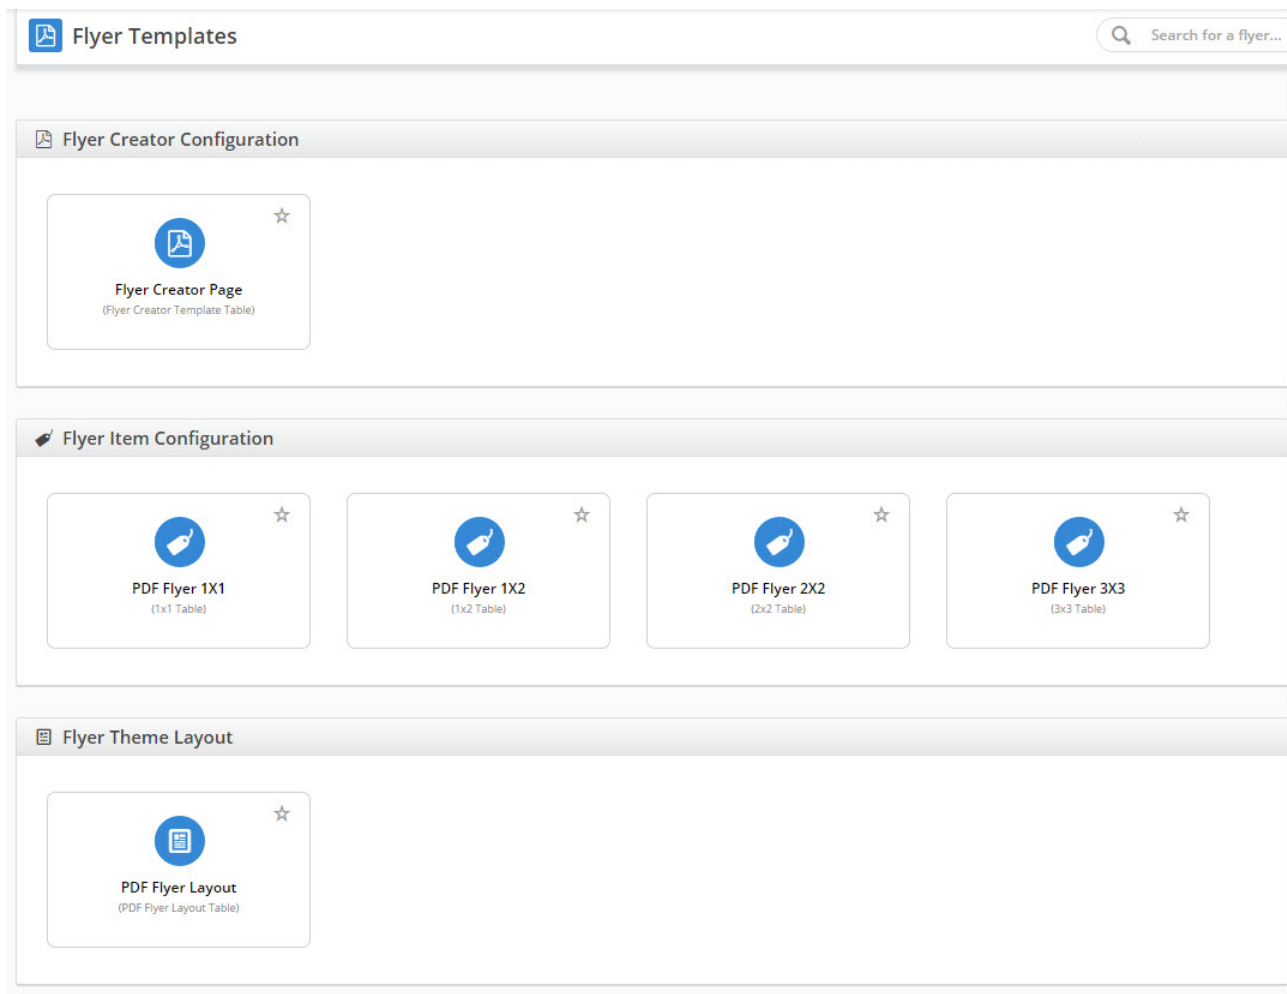 Flyer Templates
Search for a flyer...
Flyer Creator Configuration
Flyer Creator Page
(Flyer Creator Template Table)
Flyer Item Configuration
PDF Flyer 1X1
(1x1 Table)
PDF Flyer 1X2
(1x2 Table)
PDF Flyer 2X2
(2x2 Table)
PDF Flyer 3X3
(3x3 Table)
Flyer Theme Layout
PDF Flyer Layout
(PDF Flyer Layout Table)